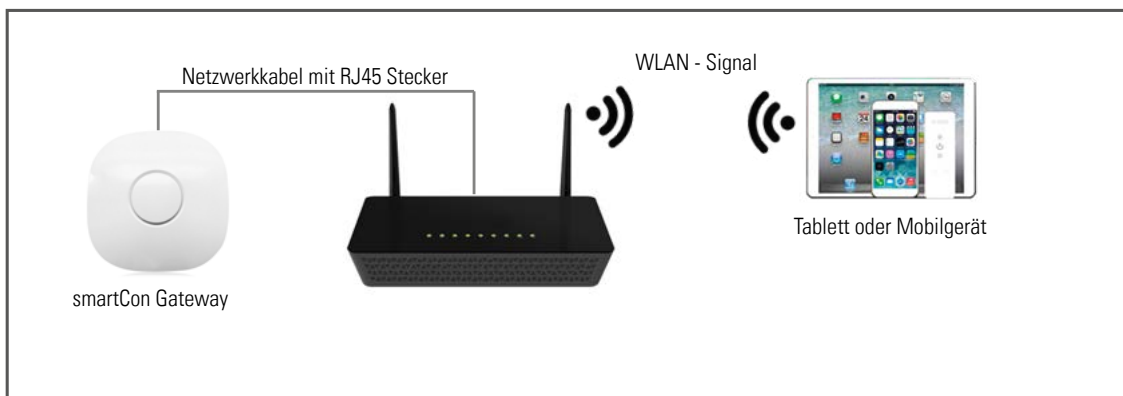 Netzwerkkabel mit RJ45 Stecker
WLAN - Signal
smartCon Gateway
Tablett oder Mobilgerät